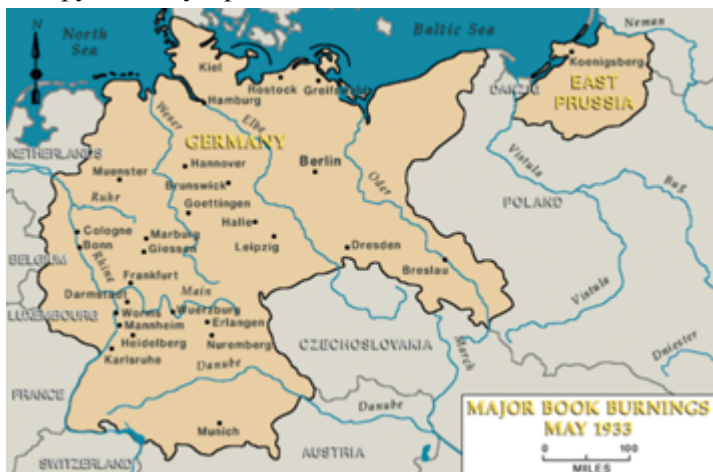 North
Sea
Baltic Sea
Neman
N
Kiel
Rostock
Greifswald
Koenigsberg
EAST
PRUSSIA
DANZIG
Hamburg
Weser
Elbe
GERMANY
NETHERLANDS
Hannover
Berlin
Muenster
Brunswick
Oder
Vistula
Bug
Ruhr
Goettingen
POLAND
Halle
Cologne
Marburg
Leipzig
Dresden
Bonn
Giessen
BELGIUM
Rhine
Breslau
Frankfurt
Main
Darmstadt
Vistula
LUXEMBOURG
Worms
Wuerzburg
Mannheim
Erlangen
Heidelberg
Nuremberg
CZECHOSLOVAKIA
March
Dniester
Karlsruhe
Danube
FRANCE
Danube
MAJOR BOOK BURNINGS
MAY 1933
Munich
0 100
MILES
AUSTRIA
SWITZERLAND